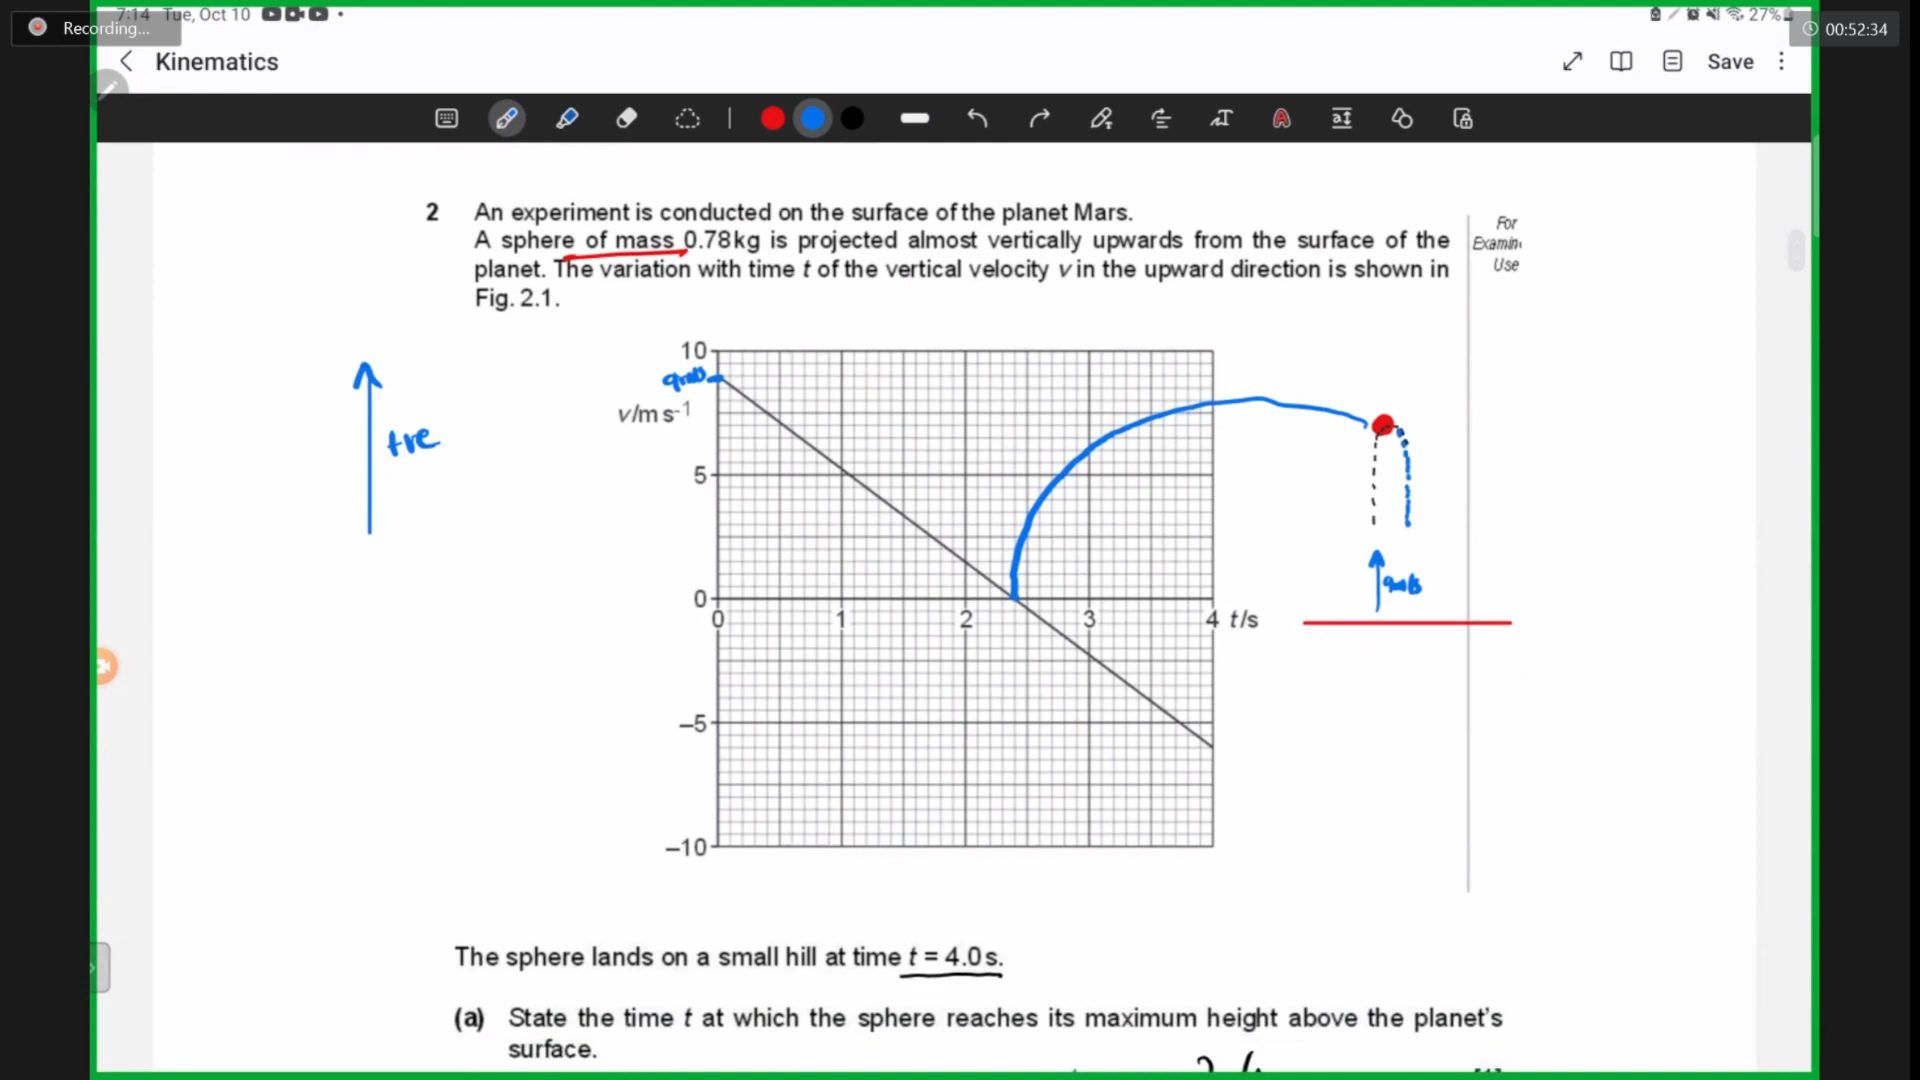 Recording...
7:14 Tue, Oct 10
27%
00:52:34
Kinematics
Save
2 An experiment is conducted on the surface of the planet Mars.
A sphere of mass 0.78kg is projected almost vertically upwards from the surface of the
planet. The variation with time t of the vertical velocity v in the upward direction is shown in
Fig. 2.1.
For
Examin
Use
10
9m/s
v/m s-1
+ve
5
0
0 1 2 3 4 t/s
9m/s
–5
–10
The sphere lands on a small hill at time t = 4.0 s.
(a) State the time t at which the sphere reaches its maximum height above the planet's
surface.